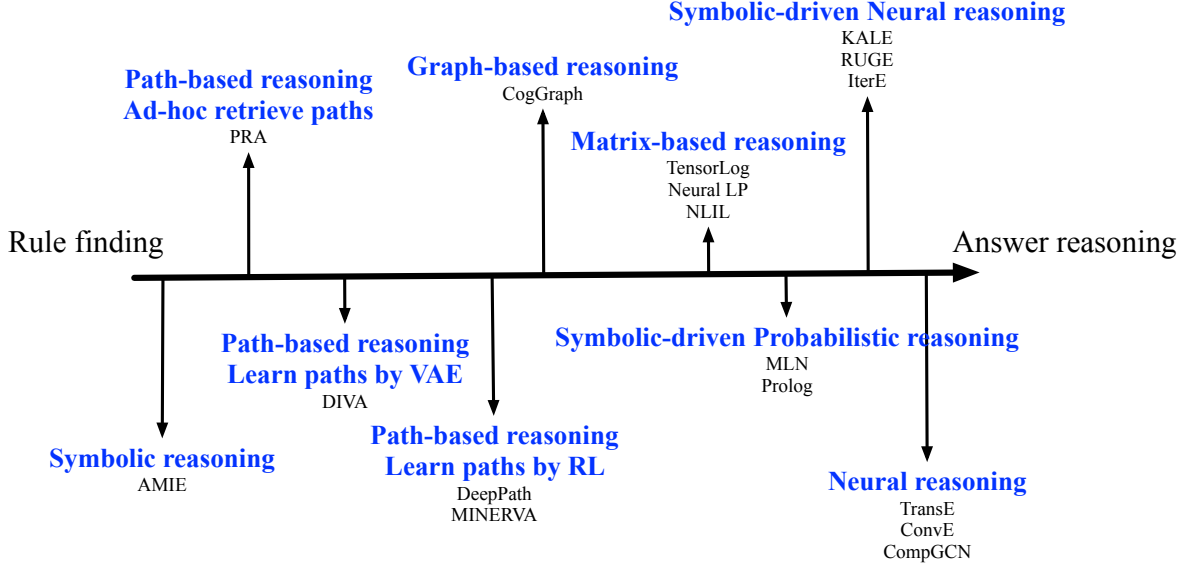 Symbolic-driven Neural reasoning
KALE
RUGE
IterE
Graph-based reasoning
CogGraph
Path-based reasoning
Ad-hoc retrieve paths
PRA
Matrix-based reasoning
TensorLog
Neural LP
NLIL
Rule finding
Answer reasoning
Path-based reasoning
Learn paths by VAE
DIVA
Symbolic-driven Probabilistic reasoning
MLN
Prolog
Path-based reasoning
Learn paths by RL
DeepPath
MINERVA
Symbolic reasoning
AMIE
Neural reasoning
TransE
ConvE
CompGCN